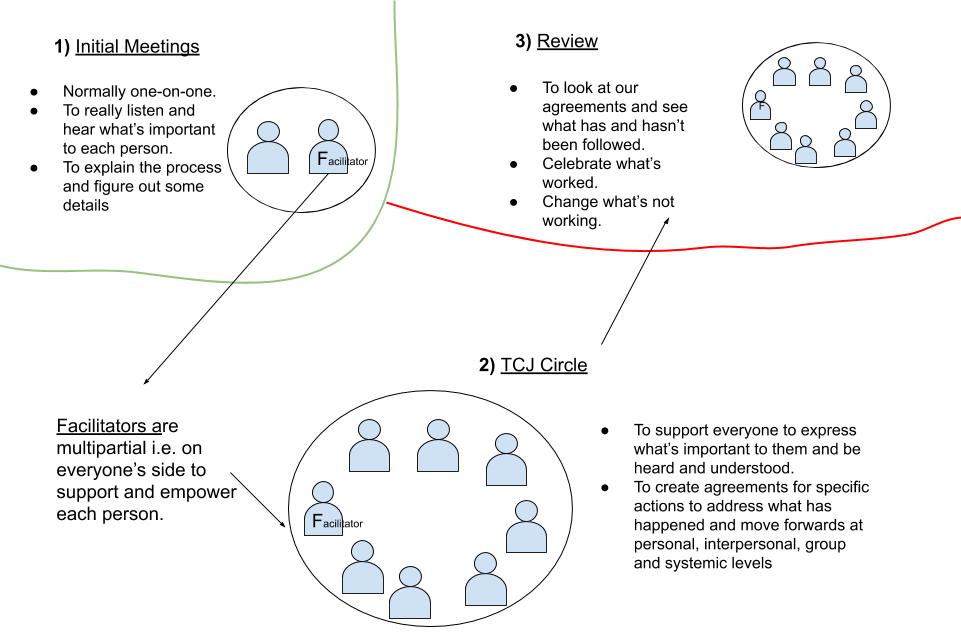 1) Initial Meetings
● Normally one-on-one.
● To really listen and
hear what's important
to each person.
● To explain the process
and figure out some
details
Facilitator
3) Review
● To look at our
agreements and see
what has and hasn't
been followed.
● Celebrate what's
worked.
● Change what's not
working.
F
2) TCJ Circle
Facilitators are
multipartial i.e. on
everyone's side to
support and empower
each person.
Facilitator
● To support everyone to express
what's important to them and be
heard and understood.
● To create agreements for specific
actions to address what has
happened and move forwards at
personal, interpersonal, group
and systemic levels